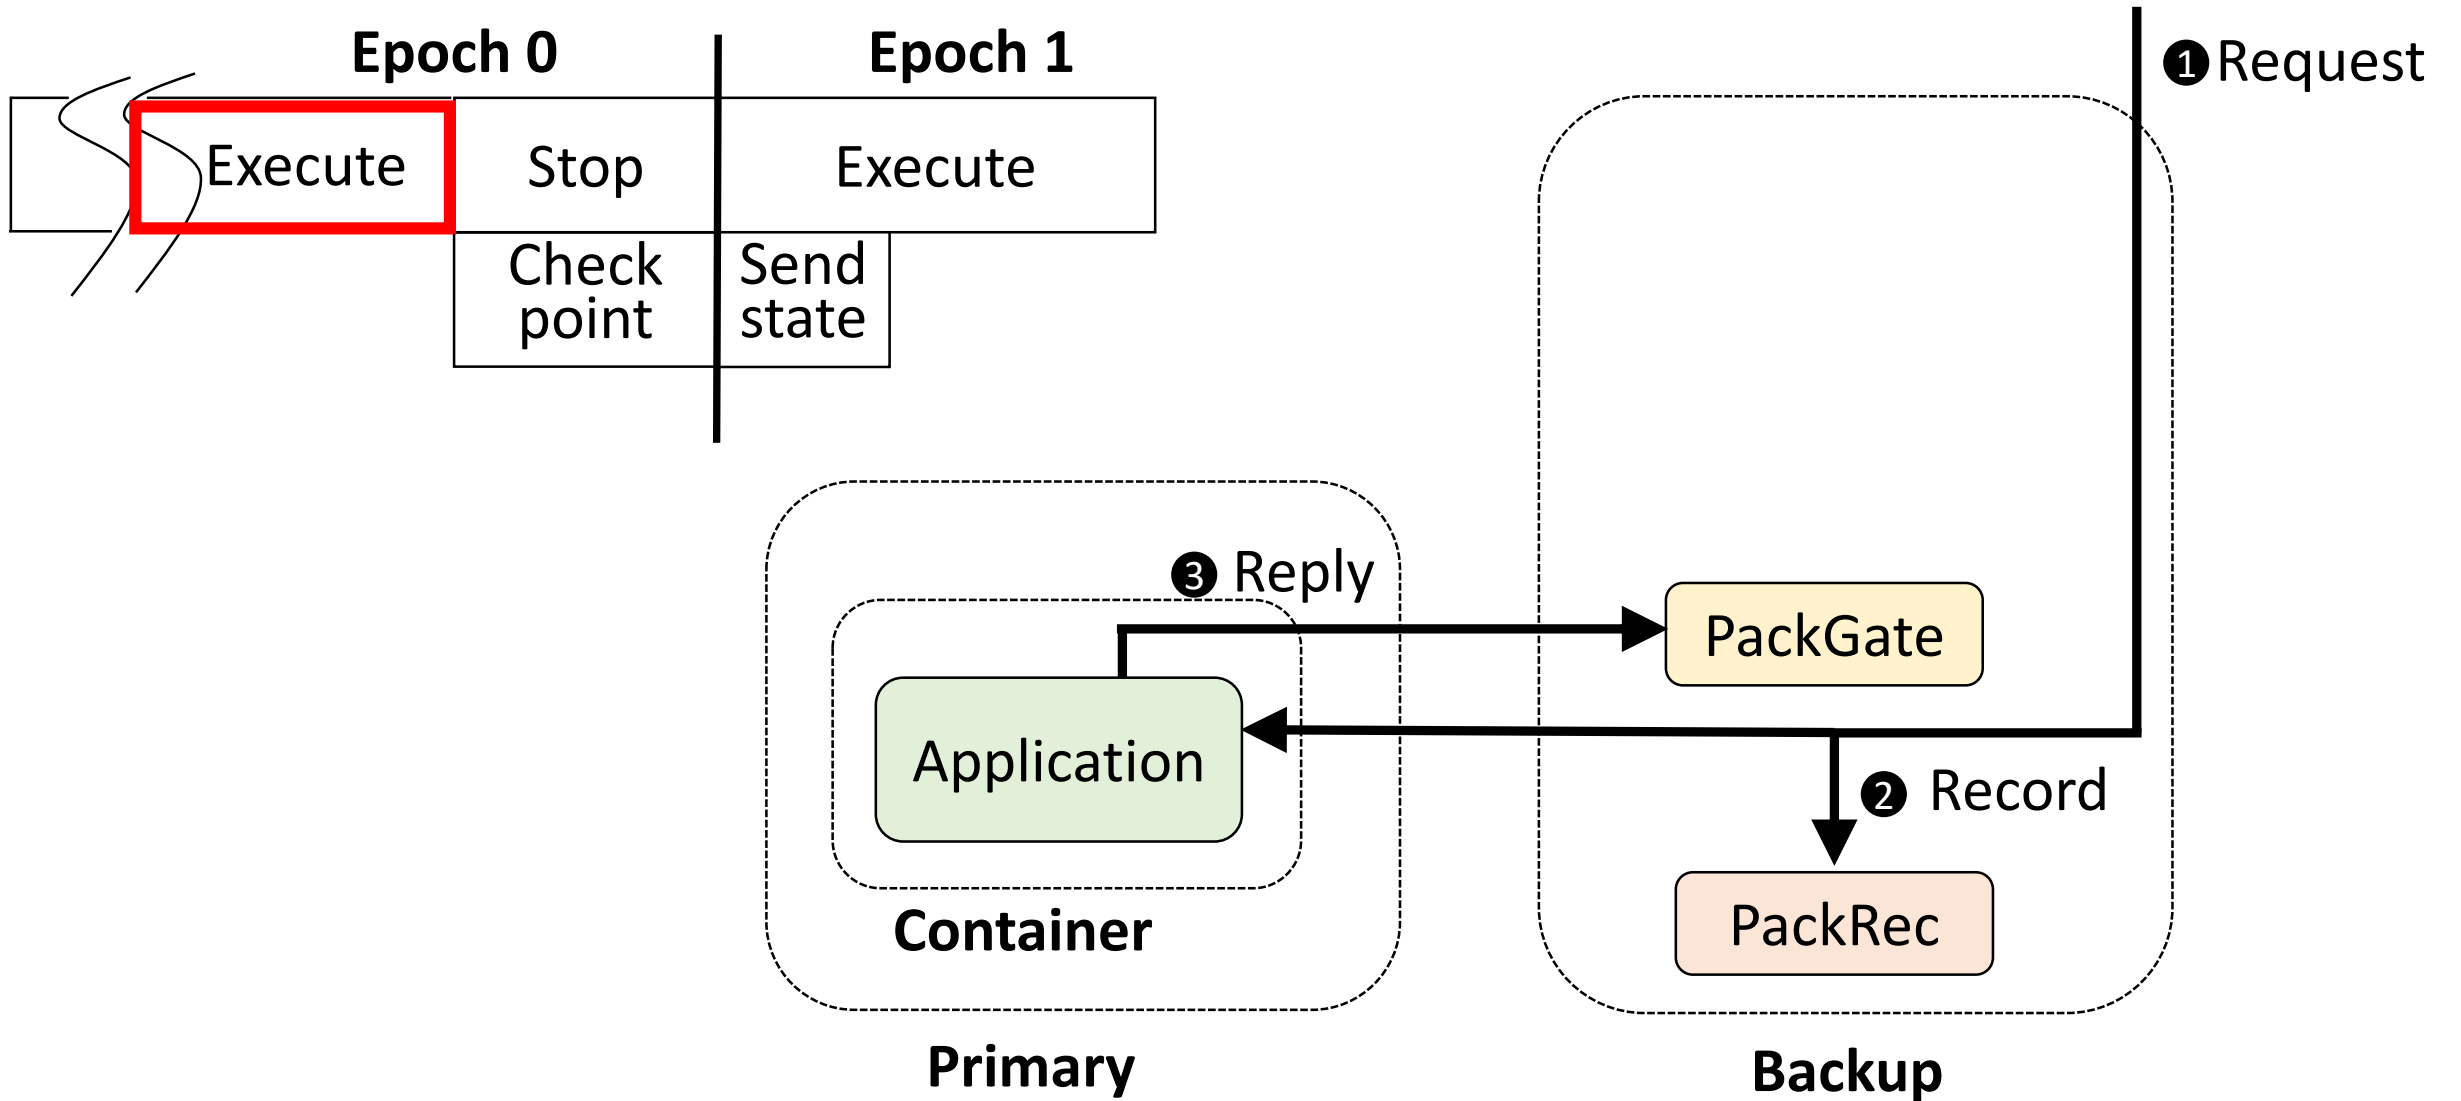 Epoch 0
Epoch 1
❶Request
Execute
Stop
Execute
Check
point
Send
state
❸ Reply
PackGate
Application
❷ Record
PackRec
Container
Primary
Backup